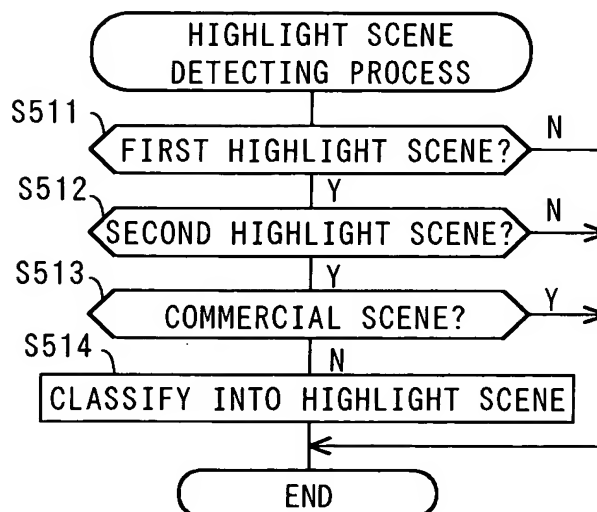 HIGHLIGHT SCENE
DETECTING PROCESS
S511
FIRST HIGHLIGHT SCENE?
N
Y
S512
SECOND HIGHLIGHT SCENE?
N
Y
S513
COMMERCIAL SCENE?
Y
N
S514
CLASSIFY INTO HIGHLIGHT SCENE
END